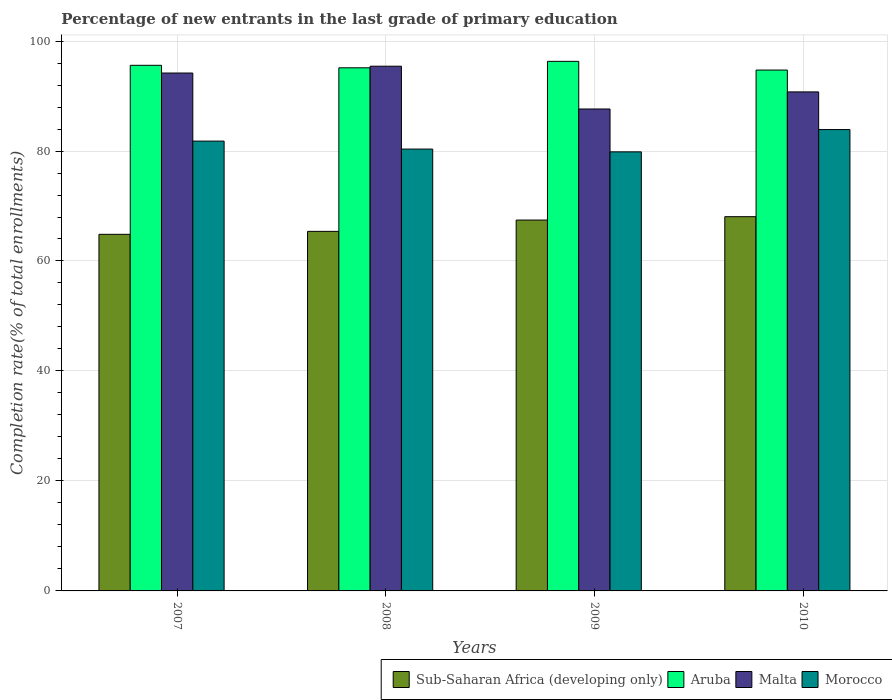 Percentage of new entrants in the last grade of primary education
Completion rate(% of total enrollments)
100
80
60
40
20
0
2007
2008
2009
2010
Years
Sub-Saharan Africa (developing only)
Aruba
Malta
Morocco